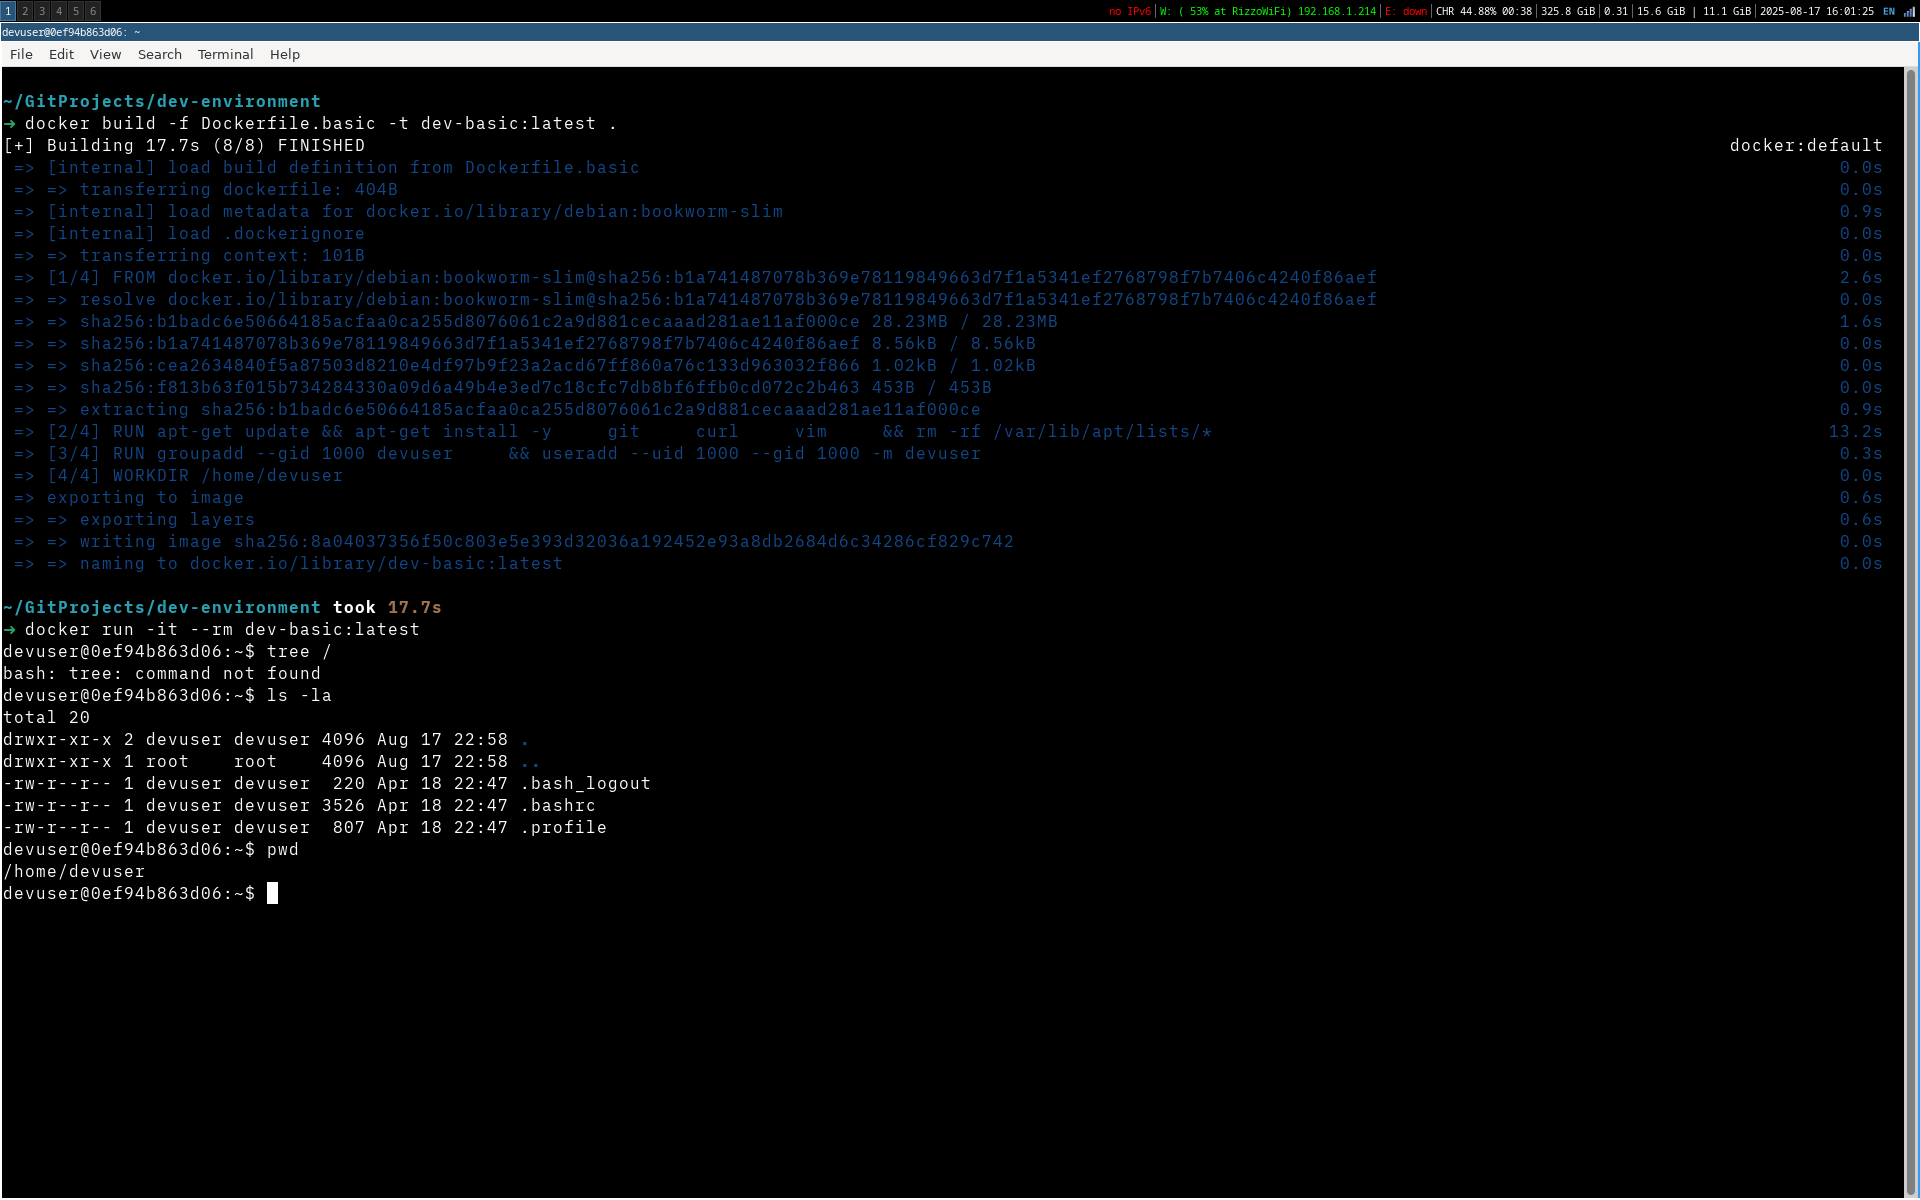 1 2 3 4 5 6 no IPv6 W: ( 53% at RizzoWiFi) 192.168.1.214 E: down CHR 44.88% 00:38 325.8 GiB 0.31 15.6 GiB | 11.1 GiB 2025-08-17 16:01:25 EN
devuser@0ef94b863d06: ~
File Edit View Search Terminal Help
~/GitProjects/dev-environment
➜ docker build -f Dockerfile.basic -t dev-basic:latest .
[+] Building 17.7s (8/8) FINISHED docker:default
=> [internal] load build definition from Dockerfile.basic 0.0s
=> => transferring dockerfile: 404B 0.0s
=> [internal] load metadata for docker.io/library/debian:bookworm-slim 0.9s
=> [internal] load .dockerignore 0.0s
=> => transferring context: 101B 0.0s
=> [1/4] FROM docker.io/library/debian:bookworm-slim@sha256:b1a741487078b369e78119849663d7f1a5341ef2768798f7b7406c4240f86aef 2.6s
=> => resolve docker.io/library/debian:bookworm-slim@sha256:b1a741487078b369e78119849663d7f1a5341ef2768798f7b7406c4240f86aef 0.0s
=> => sha256:b1badc6e50664185acfaa0ca255d8076061c2a9d881cecaaad281ae11af000ce 28.23MB / 28.23MB 1.6s
=> => sha256:b1a741487078b369e78119849663d7f1a5341ef2768798f7b7406c4240f86aef 8.56kB / 8.56kB 0.0s
=> => sha256:cea2634840f5a87503d8210e4df97b9f23a2acd67ff860a76c133d963032f866 1.02kB / 1.02kB 0.0s
=> => sha256:f813b63f015b734284330a09d6a49b4e3ed7c18cfc7db8bf6ffb0cd072c2b463 453B / 453B 0.0s
=> => extracting sha256:b1badc6e50664185acfaa0ca255d8076061c2a9d881cecaaad281ae11af000ce 0.9s
=> [2/4] RUN apt-get update && apt-get install -y     git     curl     vim     && rm -rf /var/lib/apt/lists/* 13.2s
=> [3/4] RUN groupadd --gid 1000 devuser     && useradd --uid 1000 --gid 1000 -m devuser 0.3s
=> [4/4] WORKDIR /home/devuser 0.0s
=> exporting to image 0.6s
=> => exporting layers 0.6s
=> => writing image sha256:8a04037356f50c803e5e393d32036a192452e93a8db2684d6c34286cf829c742 0.0s
=> => naming to docker.io/library/dev-basic:latest 0.0s
~/GitProjects/dev-environment took 17.7s
➜ docker run -it --rm dev-basic:latest
devuser@0ef94b863d06:~$ tree /
bash: tree: command not found
devuser@0ef94b863d06:~$ ls -la
total 20
drwxr-xr-x 2 devuser devuser 4096 Aug 17 22:58 .
drwxr-xr-x 1 root    root    4096 Aug 17 22:58 ..
-rw-r--r-- 1 devuser devuser  220 Apr 18 22:47 .bash_logout
-rw-r--r-- 1 devuser devuser 3526 Apr 18 22:47 .bashrc
-rw-r--r-- 1 devuser devuser  807 Apr 18 22:47 .profile
devuser@0ef94b863d06:~$ pwd
/home/devuser
devuser@0ef94b863d06:~$